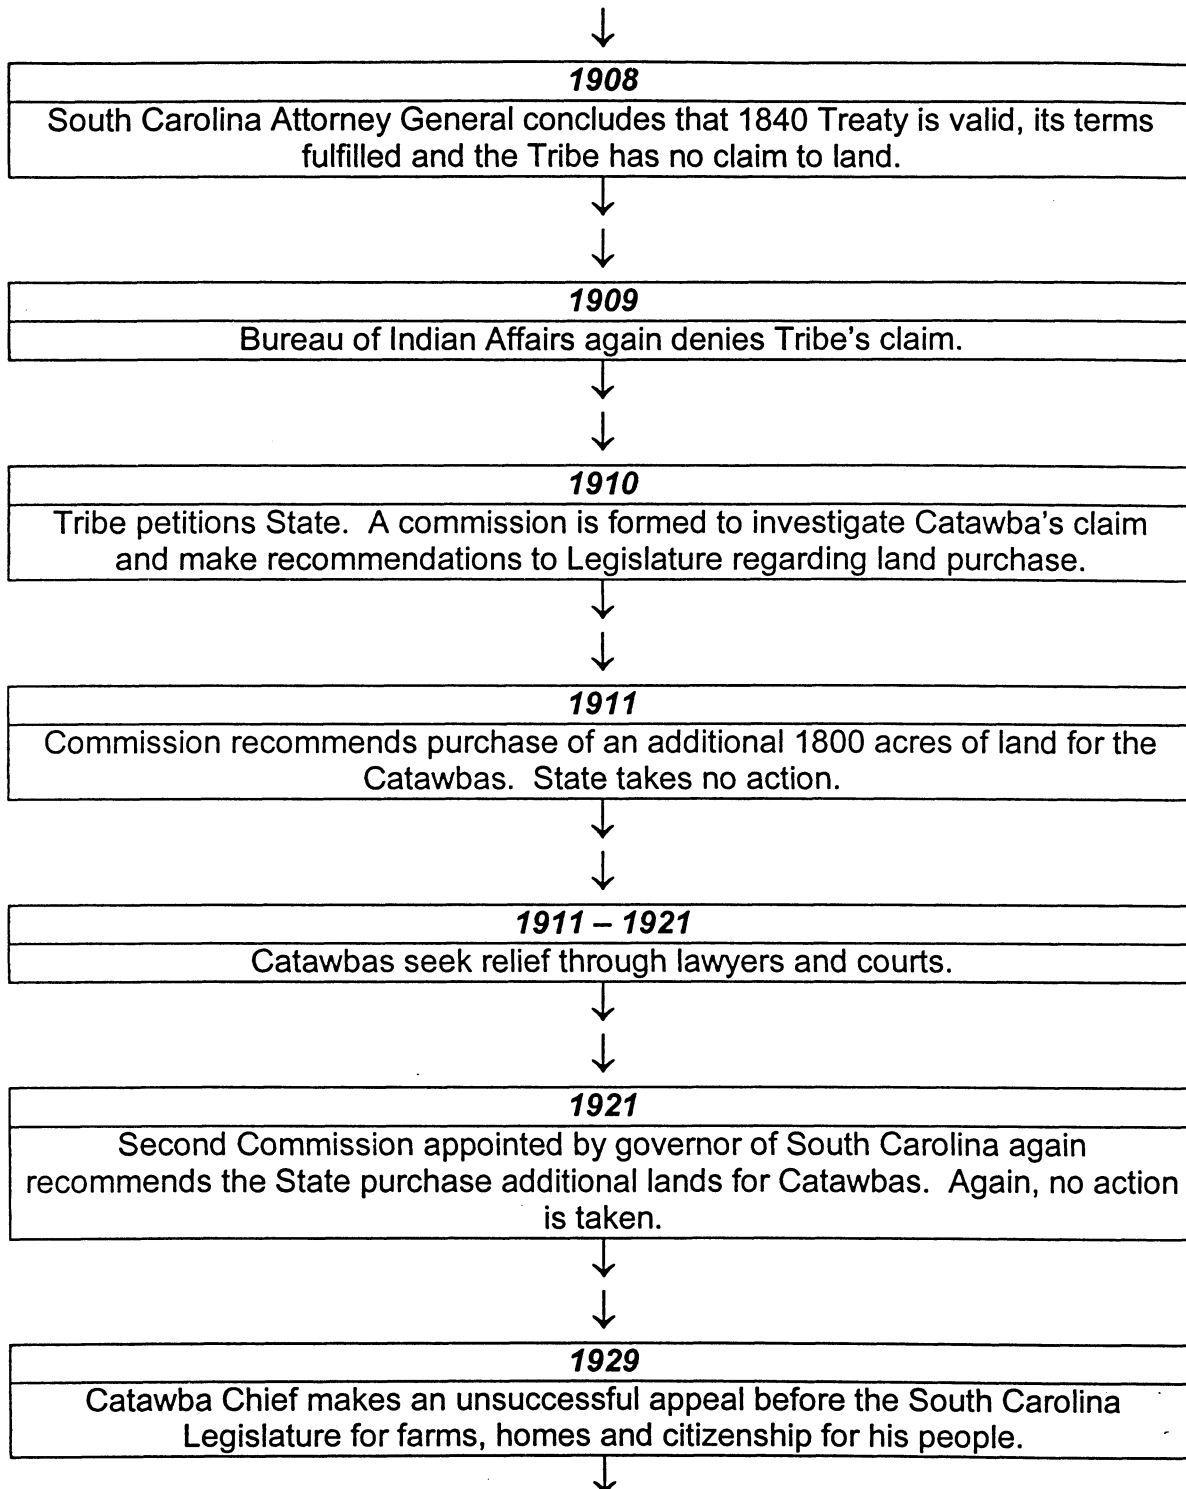 1908
South Carolina Attorney General concludes that 1840 Treaty is valid, its terms
fulfilled and the Tribe has no claim to land.
1909
Bureau of Indian Affairs again denies Tribe's claim.
1910
Tribe petitions State. A commission is formed to investigate Catawba's claim
and make recommendations to Legislature regarding land purchase.
1911
Commission recommends purchase of an additional 1800 acres of land for the
Catawbas. State takes no action.
1911 – 1921
Catawbas seek relief through lawyers and courts.
1921
Second Commission appointed by governor of South Carolina again
recommends the State purchase additional lands for Catawbas. Again, no action
is taken.
1929
Catawba Chief makes an unsuccessful appeal before the South Carolina
Legislature for farms, homes and citizenship for his people.